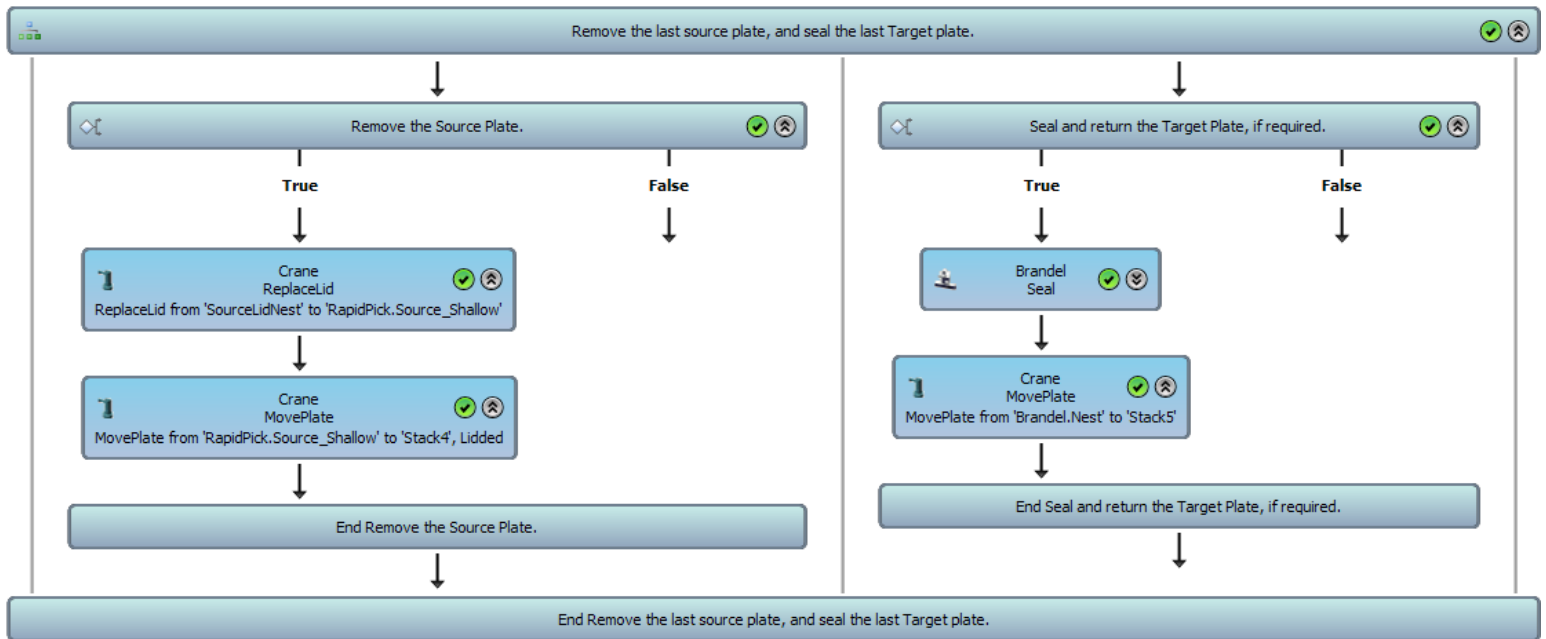 Remove the last source plate, and seal the last Target plate.
Remove the Source Plate.
True
False
Crane
ReplaceLid
ReplaceLid from 'SourceLidNest' to 'RapidPick.Source_Shallow'
Crane
MovePlate
MovePlate from 'RapidPick.Source_Shallow' to 'Stack4', Lidded
End Remove the Source Plate.
Seal and return the Target Plate, if required.
True
False
Brandel
Seal
Crane
MovePlate
MovePlate from 'Brandel.Nest' to 'Stack5'
End Seal and return the Target Plate, if required.
End Remove the last source plate, and seal the last Target plate.